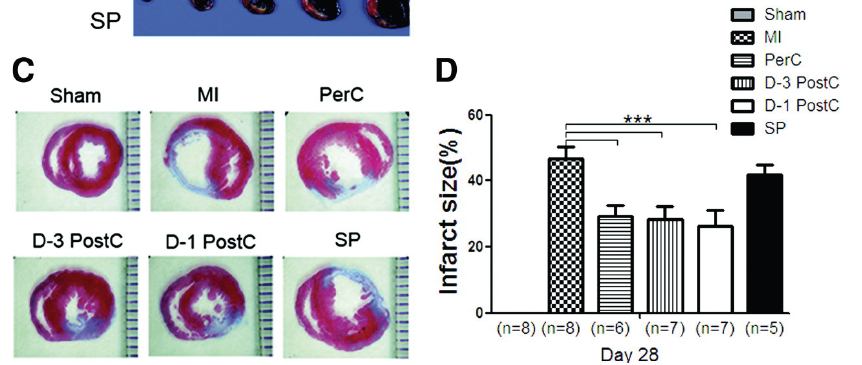 SP
C
Sham MI PerC
D-3 PostC D-1 PostC SP
D
Sham
MI
PerC
D-3 PostC
D-1 PostC
SP
***
Infarct size(%)
60
40
20
0
(n=8) (n=8) (n=6) (n=7) (n=7) (n=5)
Day 28